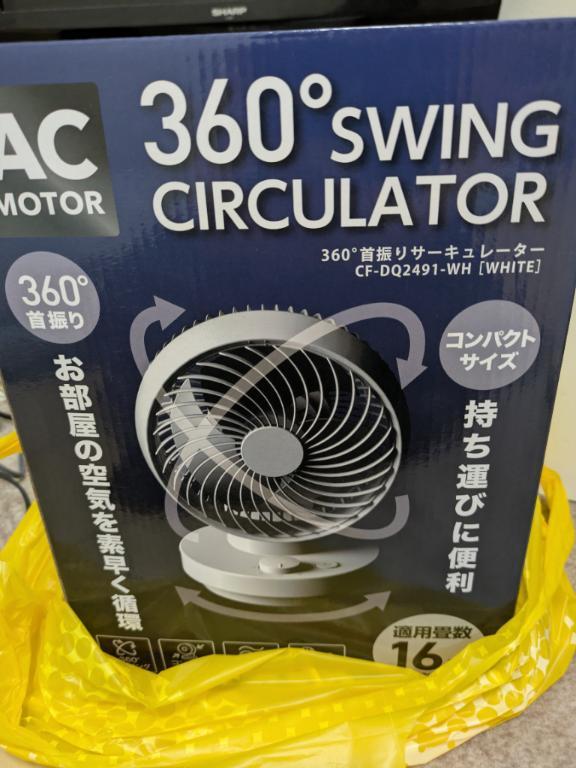 SHARP
AC
MOTOR
360°SWING
CIRCULATOR
360°首振りサーキュレーター
CF-DQ2491-WH [WHITE]
360°
首振り
お部屋の空気を素早く循環
コンパクト
サイズ
持ち運びに便利
適用畳数
16